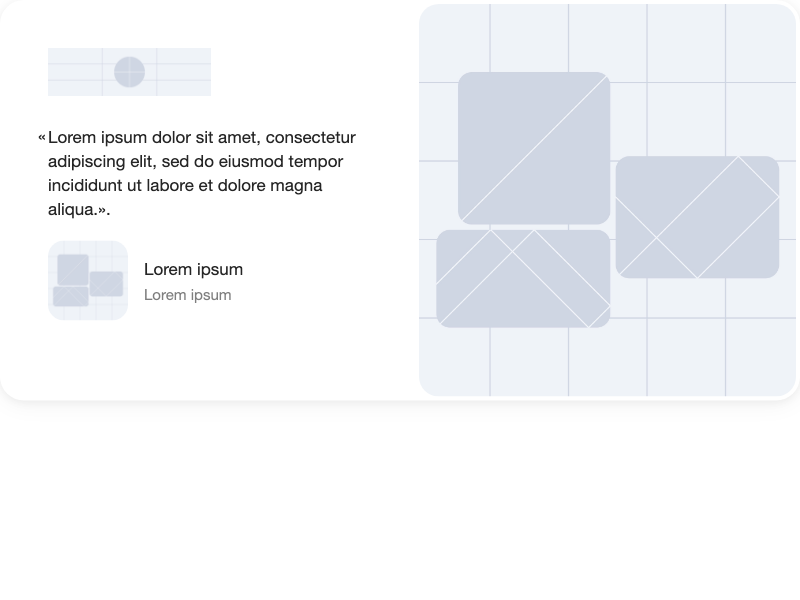 «Lorem ipsum dolor sit amet, consectetur
adipiscing elit, sed do eiusmod tempor
incididunt ut labore et dolore magna
aliqua.».
Lorem ipsum
Lorem ipsum